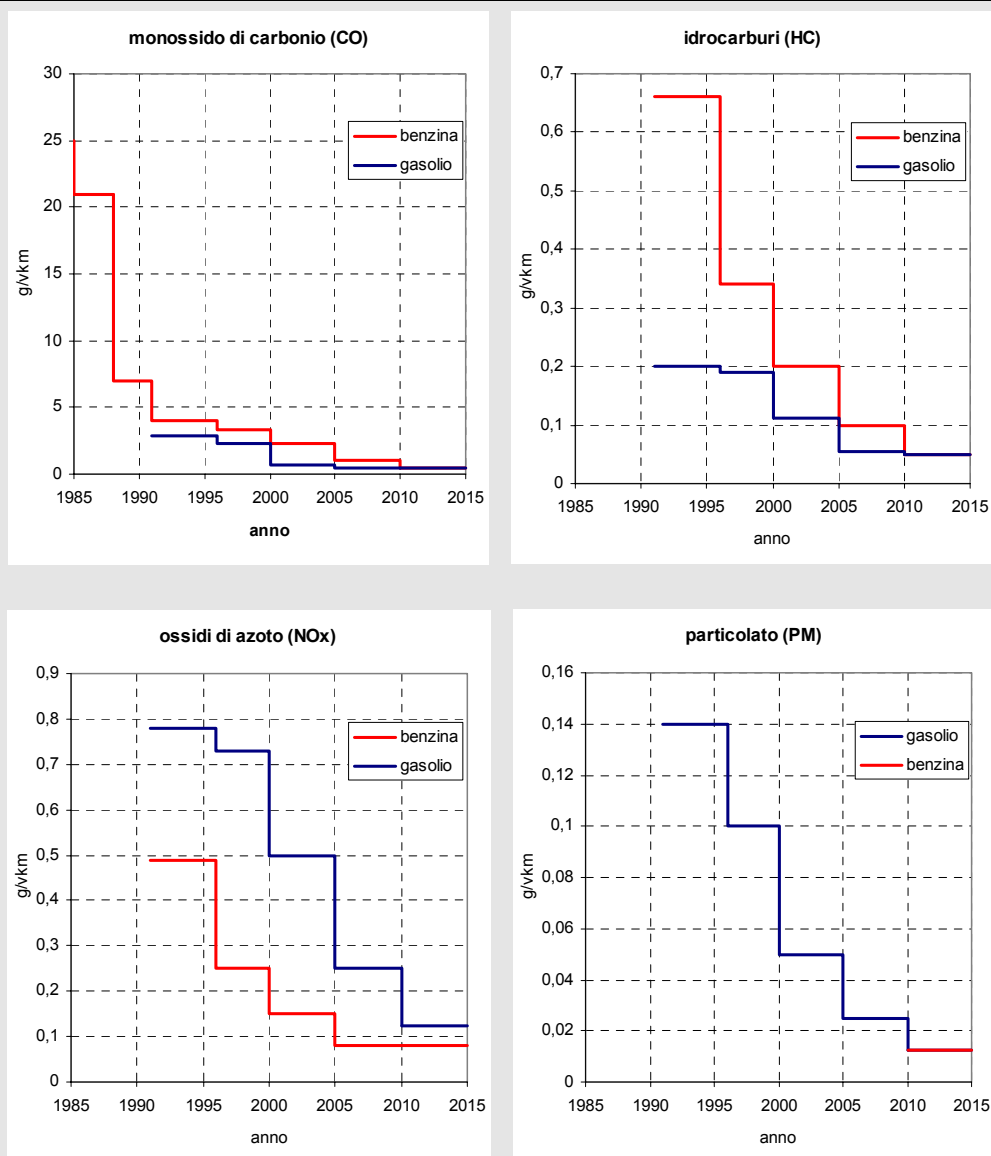 monossido di carbonio (CO)
30
25
20
15
10
5
0
g/vkm
benzina
gasolio
1985 1990 1995 2000 2005 2010 2015
anno
idrocarburi (HC)
0,7
0,6
0,5
0,4
0,3
0,2
0,1
0
g/vkm
benzina
gasolio
1985 1990 1995 2000 2005 2010 2015
anno
ossidi di azoto (NOx)
0,9
0,8
0,7
0,6
0,5
0,4
0,3
0,2
0,1
0
g/vkm
benzina
gasolio
1985 1990 1995 2000 2005 2010 2015
anno
particolato (PM)
0,16
0,14
0,12
0,1
0,08
0,06
0,04
0,02
0
g/vkm
gasolio
benzina
1985 1990 1995 2000 2005 2010 2015
anno